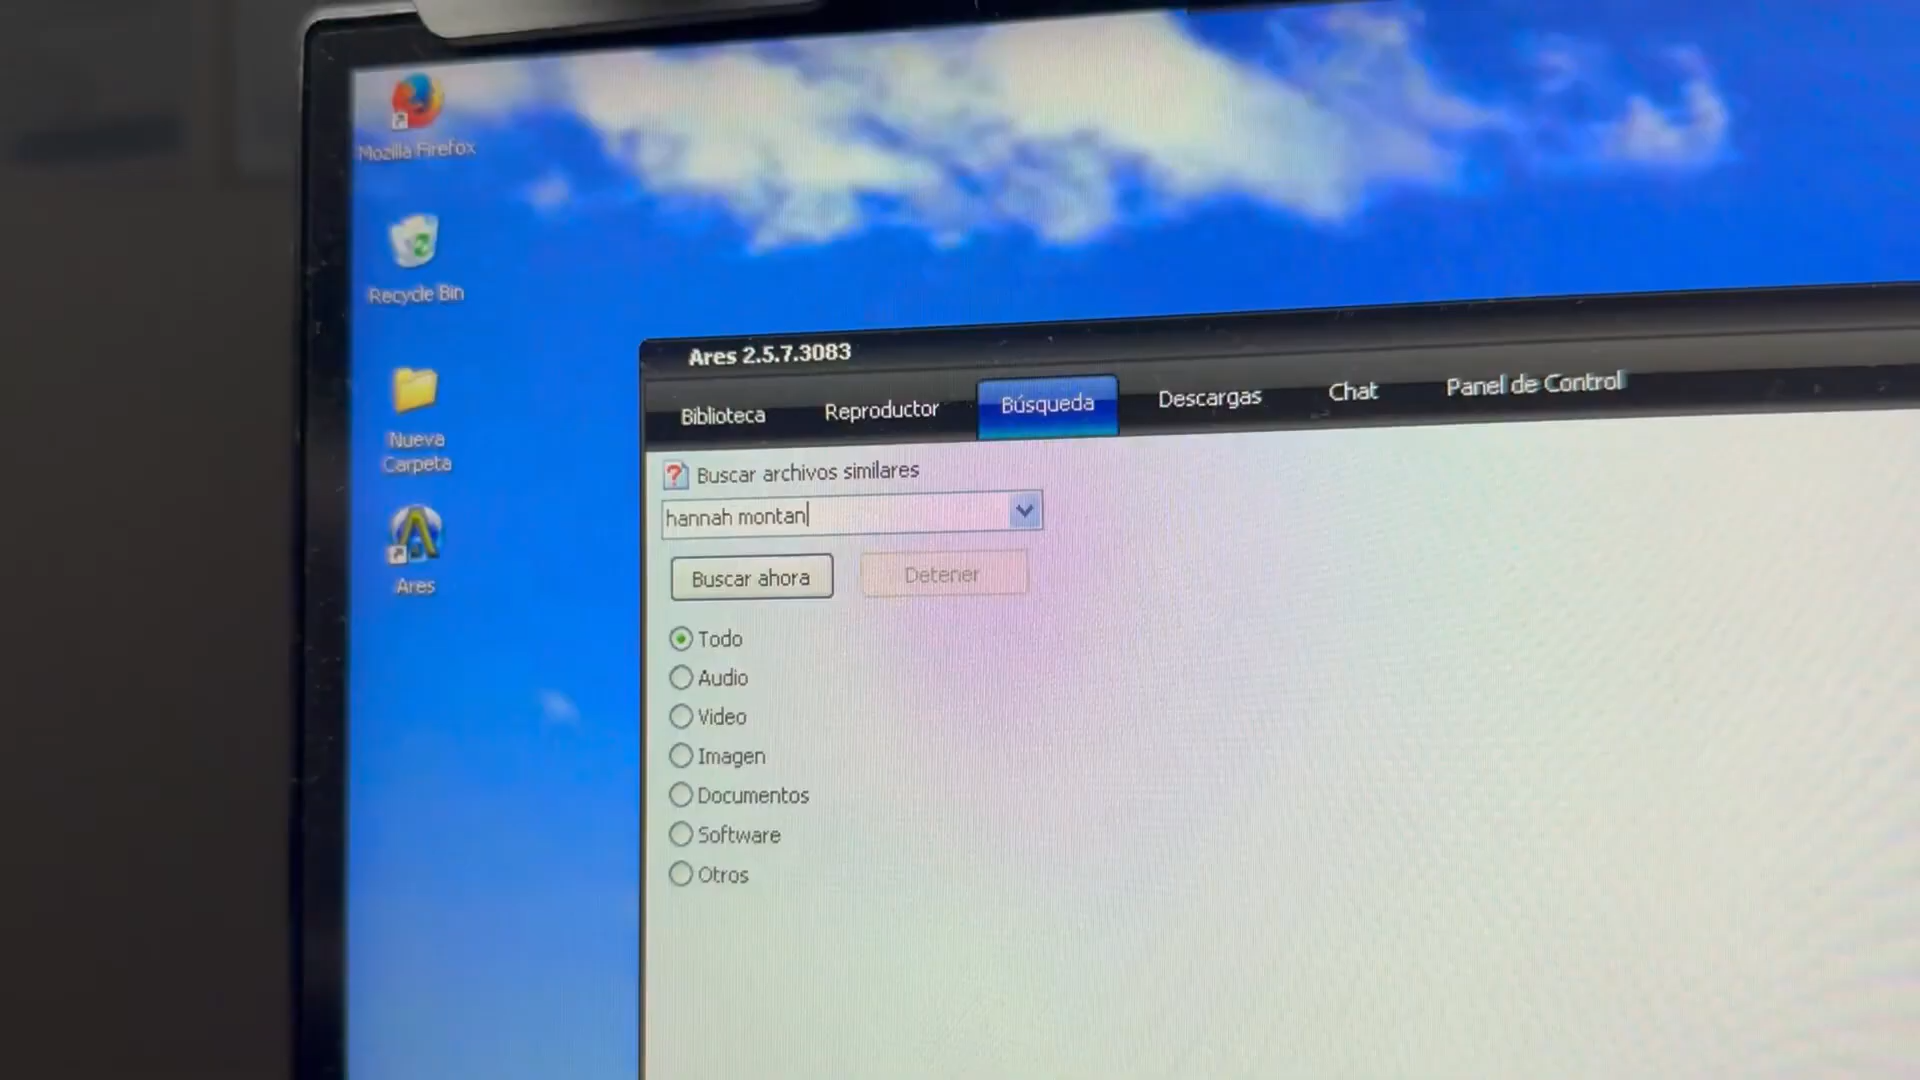 Mozilla Firefox
Recycle Bin
Nueva
Carpeta
Ares
Ares 2.5.7.3083
Biblioteca
Reproductor
Búsqueda
Descargas
Chat
Panel de Control
Buscar archivos similares
hannah montan
Buscar ahora
Detener
Todo
Audio
Video
Imagen
Documentos
Software
Otros